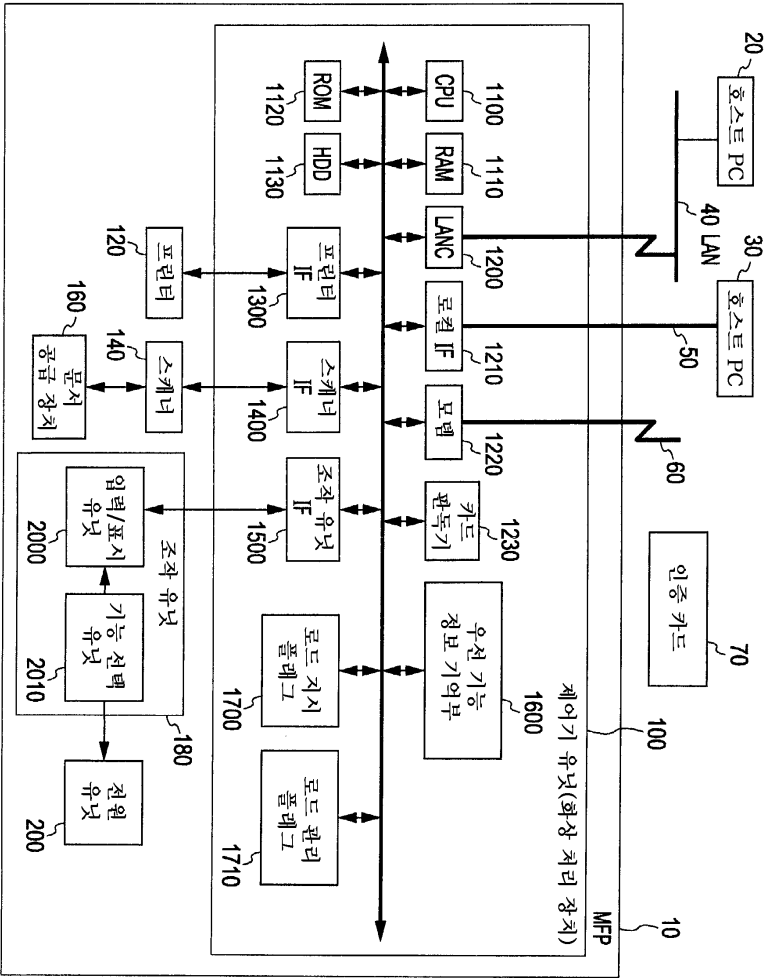 20
호스트 PC
40 LAN
30
호스트 PC
50
60
인증 카드
70
10
MFP
100
제어기 유닛(화상 처리 장치)
1100
CPU
1110
RAM
1200
LANC
1210
로컬 IF
1220
모뎀
1230
카드
판독기
1600
우선 기능
정보 기억부
ROM
1120
HDD
1130
프린터
IF
1300
스캐너
IF
1400
조작 유닛
IF
1500
로드 지시
플래그
1700
로드 관리
플래그
1710
120
프린터
140
스캐너
160
문서
공급 장치
조작 유닛
입력/표시
유닛
2000
기능 선택
유닛
2010
180
전원
유닛
200